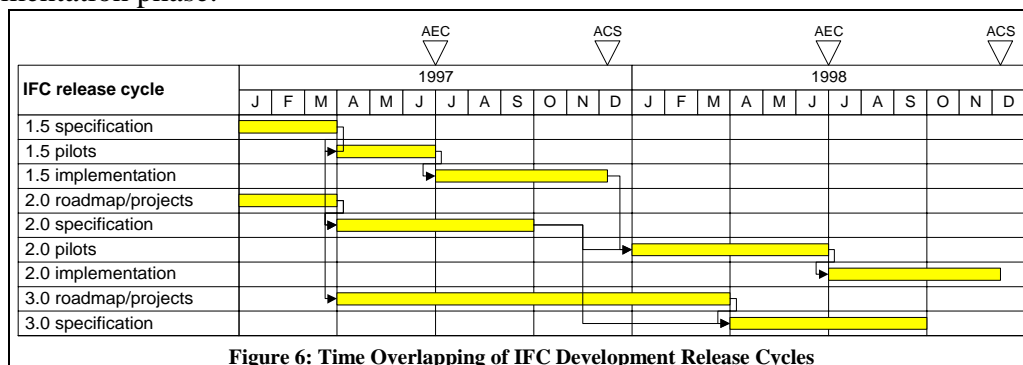 mentation phase.
AEC ACS AEC ACS
IFC release cycle 1997 1998
J F M A M J J A S O N D J F M A M J J A S O N D
1.5 specification
1.5 pilots
1.5 implementation
2.0 roadmap/projects
2.0 specification
2.0 pilots
2.0 implementation
3.0 roadmap/projects
3.0 specification
Figure 6: Time Overlapping of IFC Development Release Cycles